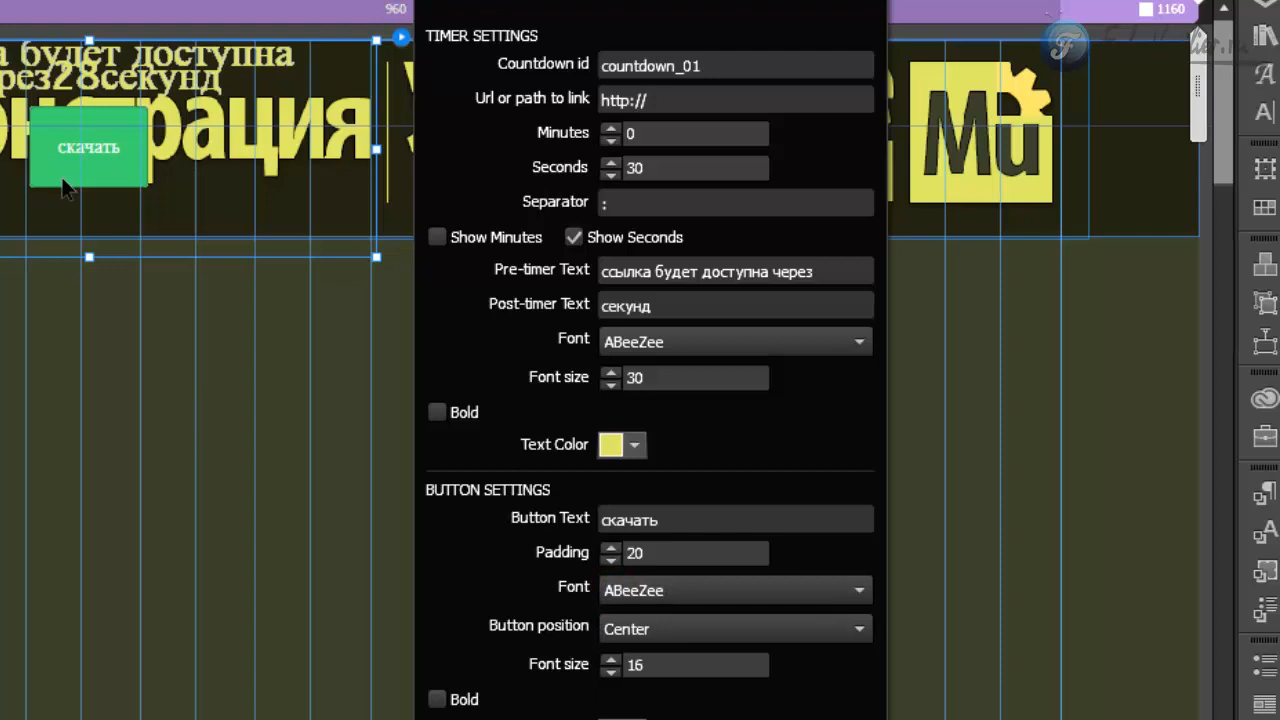 960
1160
а будет доступна
рез28секунд
онстрация
скачать
Mu
TIMER SETTINGS
Countdown id countdown_01
Url or path to link http://
Minutes 0
Seconds 30
Separator :
Show Minutes Show Seconds
Pre-timer Text ссылка будет доступна через
Post-timer Text секунд
Font ABeeZee
Font size 30
Bold
Text Color
BUTTON SETTINGS
Button Text скачать
Padding 20
Font ABeeZee
Button position Center
Font size 16
Bold